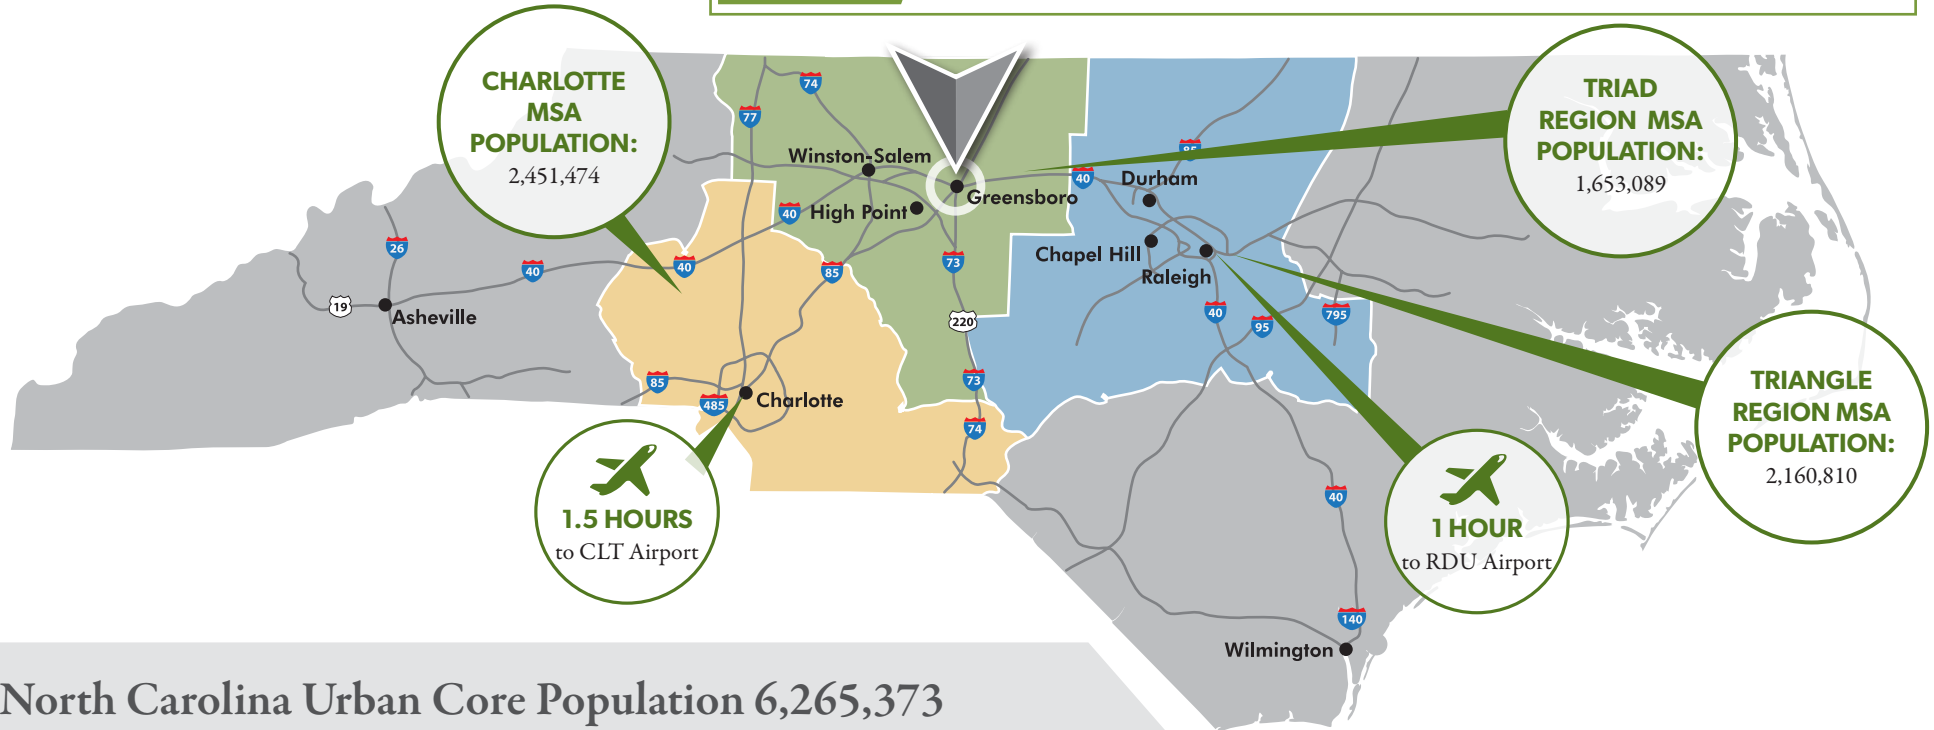 CHARLOTTE
MSA
POPULATION:
2,451,474
TRIAD
REGION MSA
POPULATION:
1,653,089
74
77
Winston-Salem
85
40
Durham
Greensboro
40
High Point
26
40
40
85
73
Chapel Hill
Raleigh
19
Asheville
220
40
95
795
85
485
Charlotte
73
74
TRIANGLE
REGION MSA
POPULATION:
2,160,810
1.5 HOURS
to CLT Airport
40
1 HOUR
to RDU Airport
140
Wilmington
North Carolina Urban Core Population 6,265,373